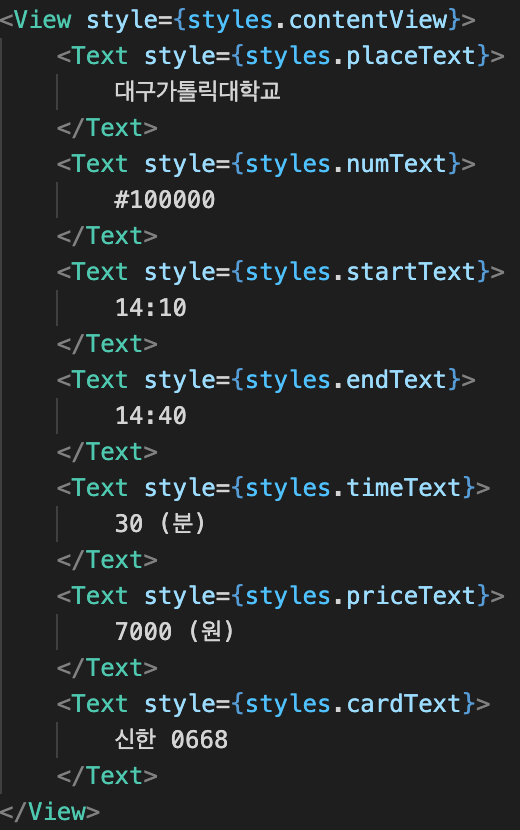 <View style={styles.contentView}>
<Text style={styles.placeText}>
대구가톨릭대학교
</Text>
<Text style={styles.numText}>
#100000
</Text>
<Text style={styles.startText}>
14:10
</Text>
<Text style={styles.endText}>
14:40
</Text>
<Text style={styles.timeText}>
30 (분)
</Text>
<Text style={styles.priceText}>
7000 (원)
</Text>
<Text style={styles.cardText}>
신한 0668
</Text>
</View>